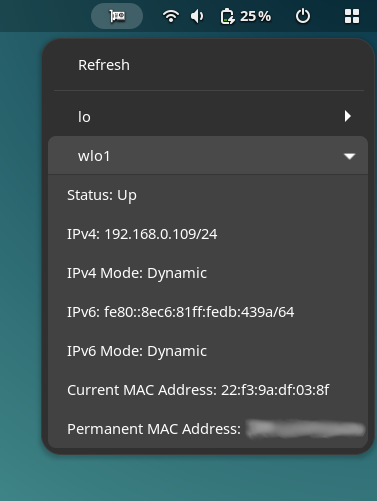 25 %
Refresh
lo
wlo1
Status: Up
IPv4: 192.168.0.109/24
IPv4 Mode: Dynamic
IPv6: fe80::8ec6:81ff:fedb:439a/64
IPv6 Mode: Dynamic
Current MAC Address: 22:f3:9a:df:03:8f
Permanent MAC Address: